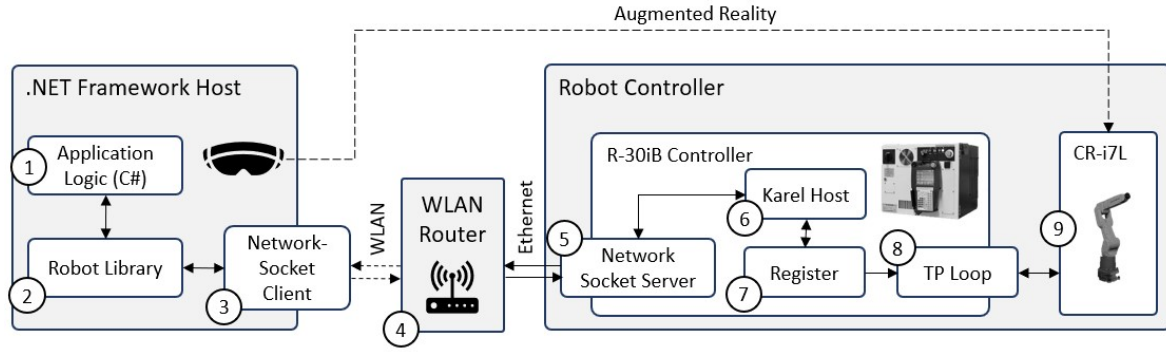 Augmented Reality
.NET Framework Host
1
Application
Logic (C#)
2
Robot Library
3
Network-
Socket
Client
WLAN
WLAN
Router
4
Ethernet
Robot Controller
R-30iB Controller
5
Network
Socket Server
6
Karel Host
7
Register
8
TP Loop
9
CR-i7L